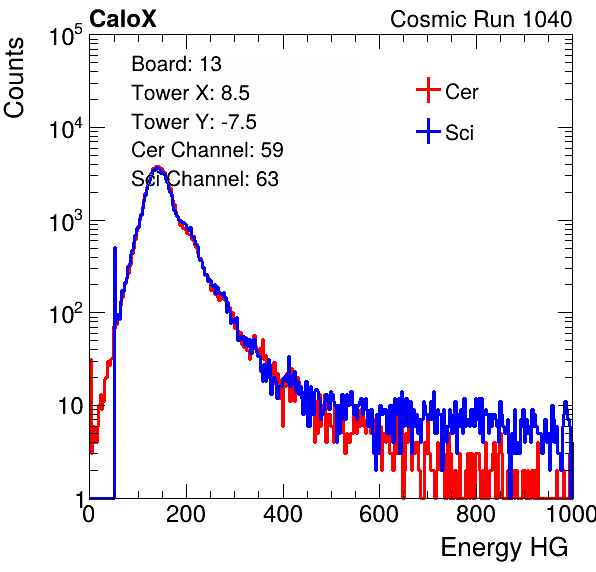 CaloX Cosmic Run 1040
Counts
10^5
10^4
10^3
10^2
10
1
Board: 13
Tower X: 8.5
Tower Y: -7.5
Cer Channel: 59
Sci Channel: 63
Cer
Sci
0 200 400 600 800 1000
Energy HG